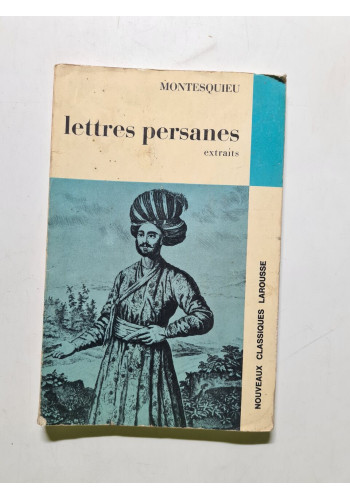 MONTESQUIEU
lettres persanes
extraits
NOUVEAUX CLASSIQUES LAROUSSE